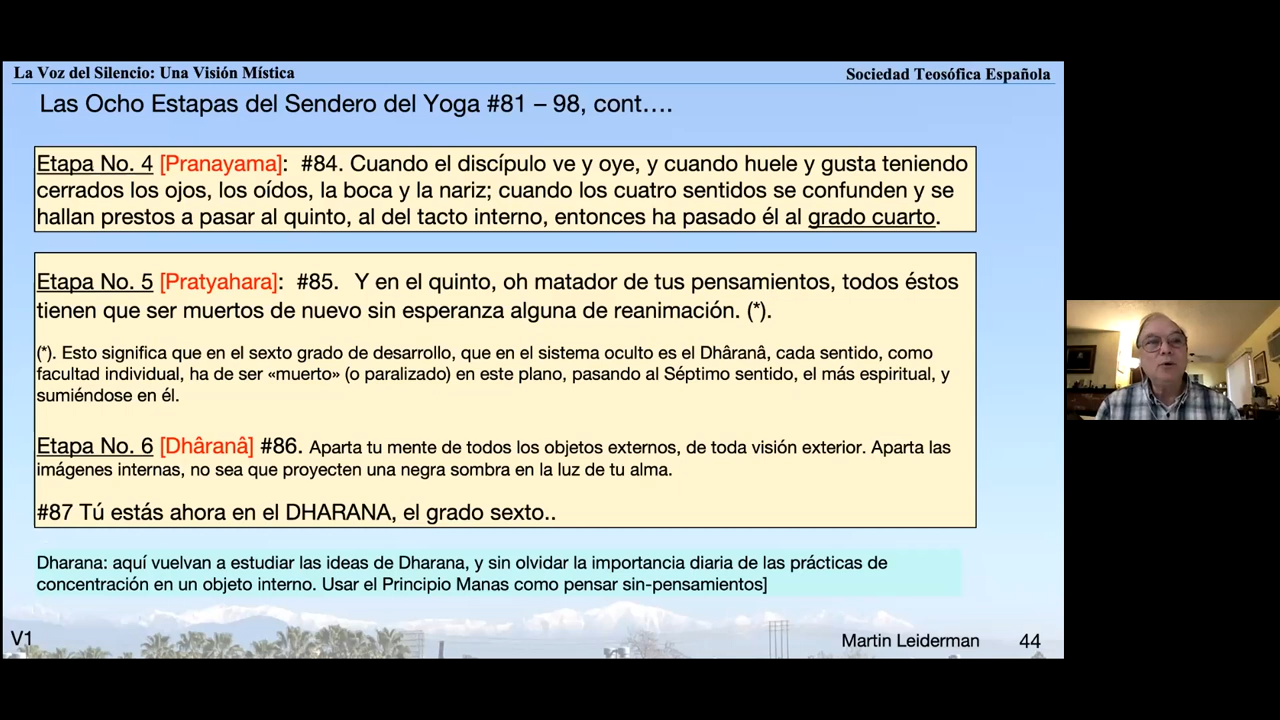 La Voz del Silencio: Una Visión Mística
Sociedad Teosófica Española
Las Ocho Estapas del Sendero del Yoga #81 – 98, cont….
Etapa No. 4 [Pranayama]: #84. Cuando el discípulo ve y oye, y cuando huele y gusta teniendo
cerrados los ojos, los oídos, la boca y la nariz; cuando los cuatro sentidos se confunden y se
hallan prestos a pasar al quinto, al del tacto interno, entonces ha pasado él al grado cuarto.
Etapa No. 5 [Pratyahara]: #85. Y en el quinto, oh matador de tus pensamientos, todos éstos
tienen que ser muertos de nuevo sin esperanza alguna de reanimación. (*).
(*). Esto significa que en el sexto grado de desarrollo, que en el sistema oculto es el Dhâranâ, cada sentido, como
facultad individual, ha de ser «muerto» (o paralizado) en este plano, pasando al Séptimo sentido, el más espiritual, y
sumiéndose en él.
Etapa No. 6 [Dhâranâ] #86. Aparta tu mente de todos los objetos externos, de toda visión exterior. Aparta las
imágenes internas, no sea que proyecten una negra sombra en la luz de tu alma.
#87 Tú estás ahora en el DHARANA, el grado sexto..
Dharana: aquí vuelvan a estudiar las ideas de Dharana, y sin olvidar la importancia diaria de las prácticas de
concentración en un objeto interno. Usar el Principio Manas como pensar sin-pensamientos]
V1
Martin Leiderman
44